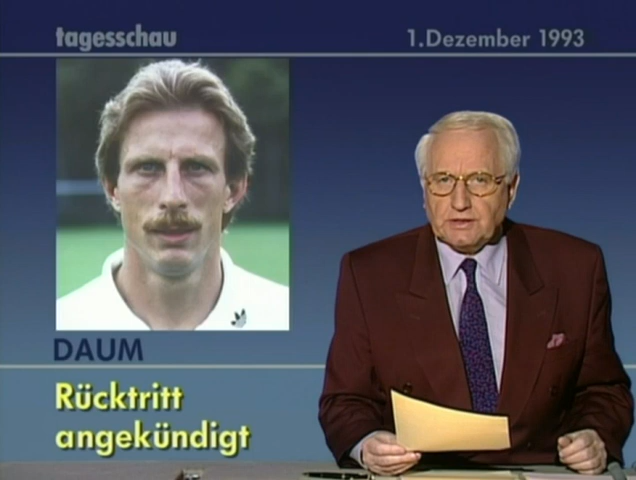 tagesschau
1.Dezember 1993
DAUM
Rücktritt
angekündigt